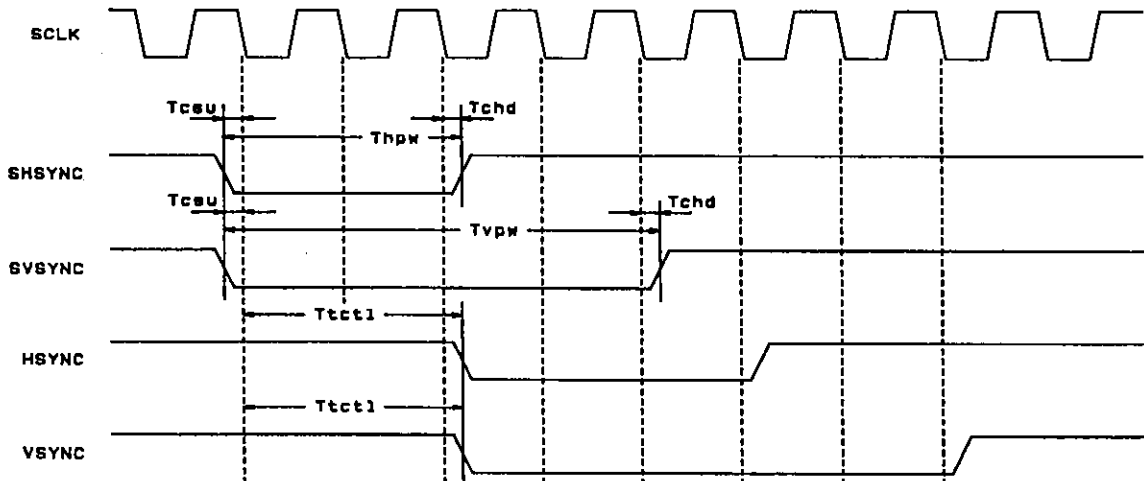 SCLK
Tcsu
Tchd
Thpw
SHSYNC
Tcsu
Tchd
Tvpw
SVSYNC
Ttctl
HSYNC
Ttctl
VSYNC